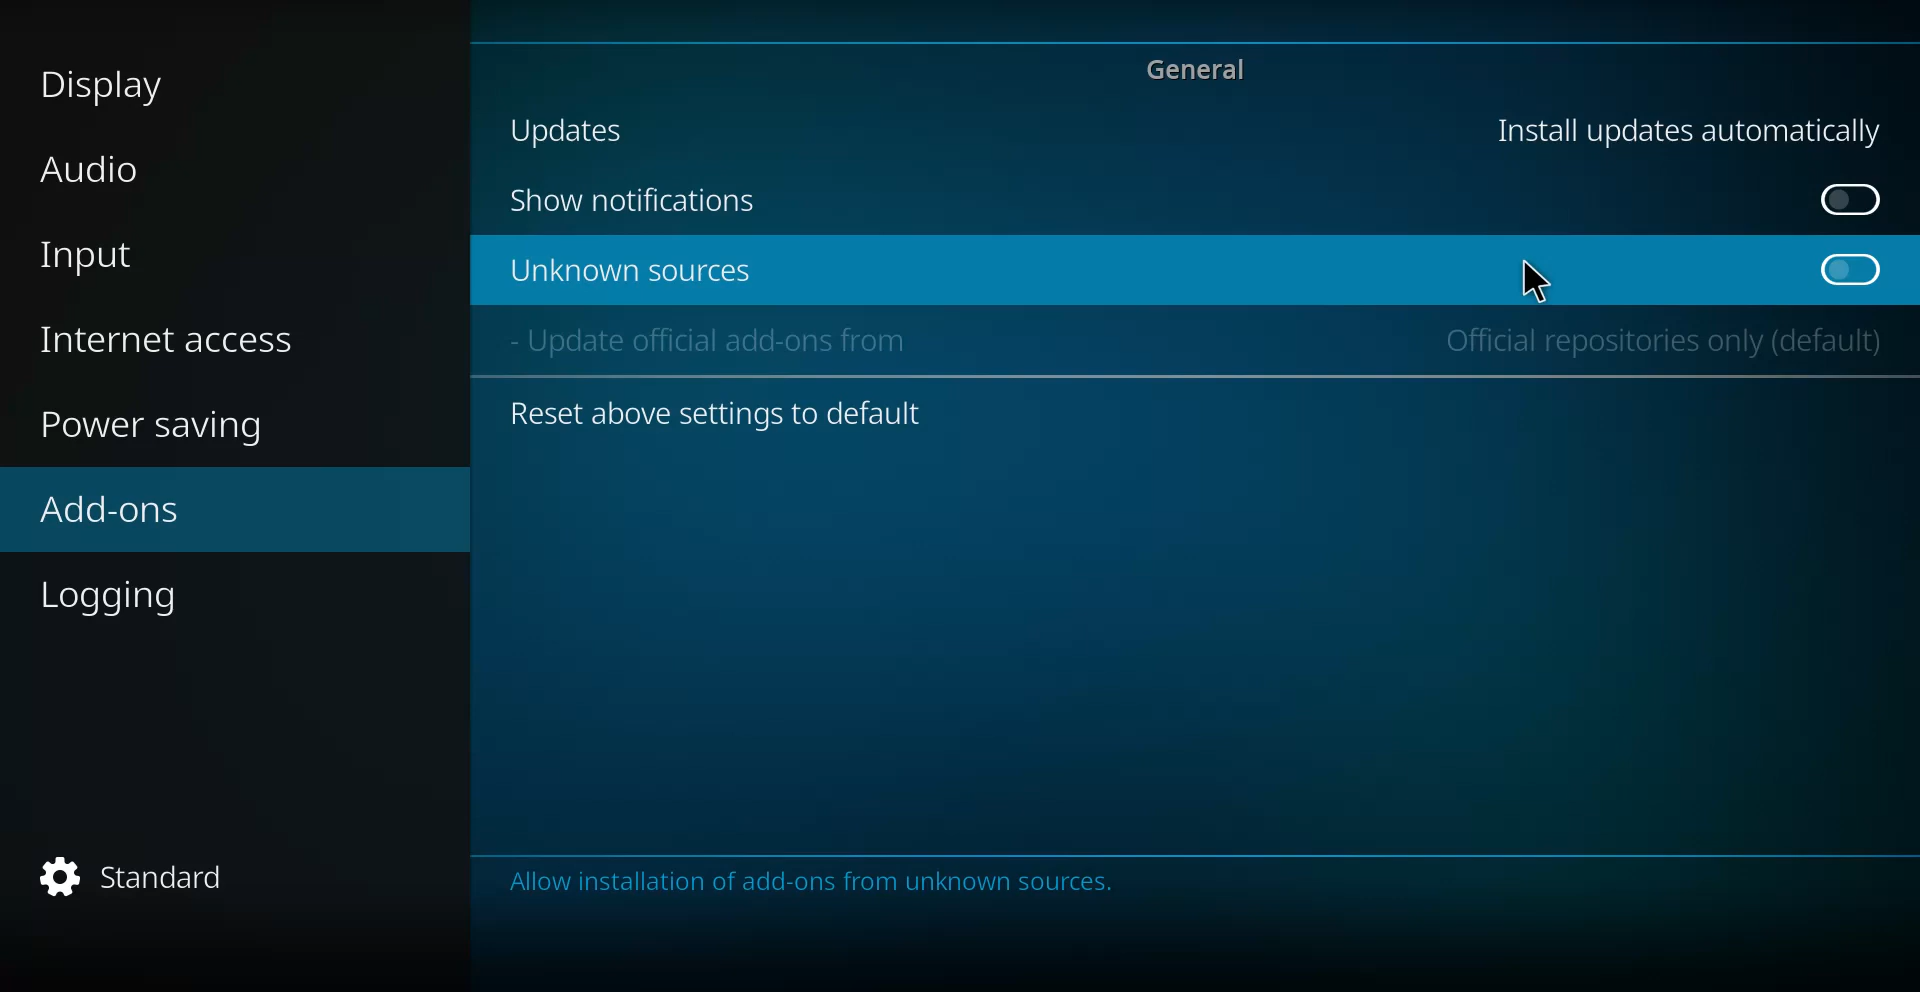 Display
Audio
Input
Internet access
Power saving
Add-ons
Logging
Standard
General
Updates Install updates automatically
Show notifications
Unknown sources
- Update official add-ons from Official repositories only (default)
Reset above settings to default
Allow installation of add-ons from unknown sources.